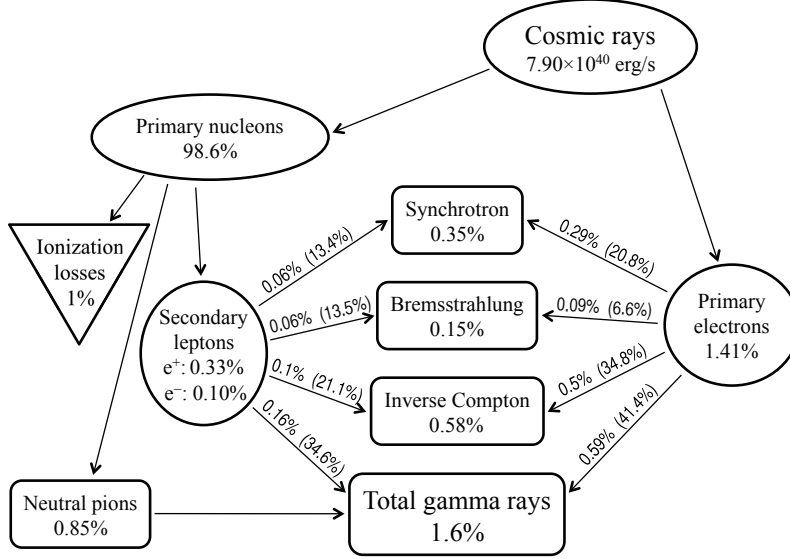 Cosmic rays
7.90×10⁴⁰ erg/s
Primary nucleons
98.6%
Ionization
losses
1%
Synchrotron
0.35%
0.06% (13.4%)
0.29% (20.8%)
Secondary
leptons
e⁺: 0.33%
e⁻: 0.10%
0.06% (13.5%)
Bremsstrahlung
0.15%
0.09% (6.6%)
Primary
electrons
1.41%
0.1% (21.1%)
Inverse Compton
0.58%
0.5% (34.8%)
0.16% (34.6%)
0.59% (41.4%)
Neutral pions
0.85%
Total gamma rays
1.6%